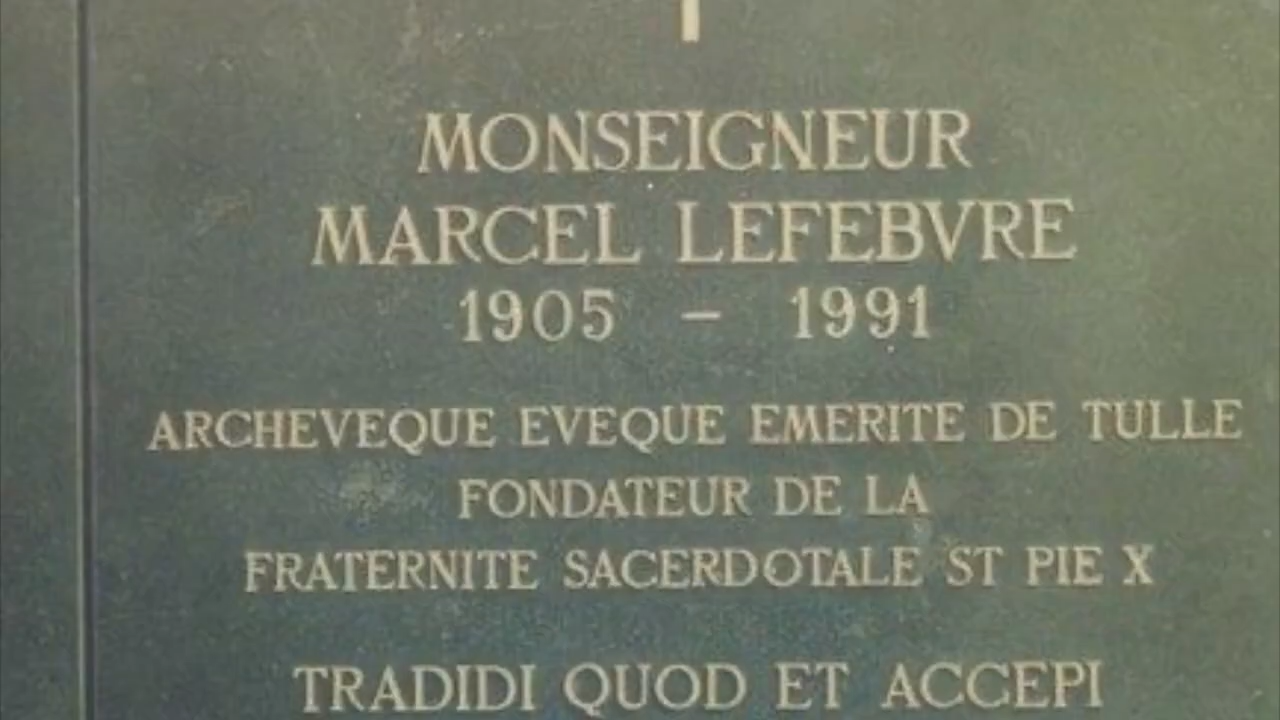 MONSEIGNEUR
MARCEL LEFEBVRE
1905 – 1991
ARCHEVEQUE EVEQUE EMERITE DE TULLE
FONDATEUR DE LA
FRATERNITE SACERDOTALE ST PIE X
TRADIDI QUOD ET ACCEPI